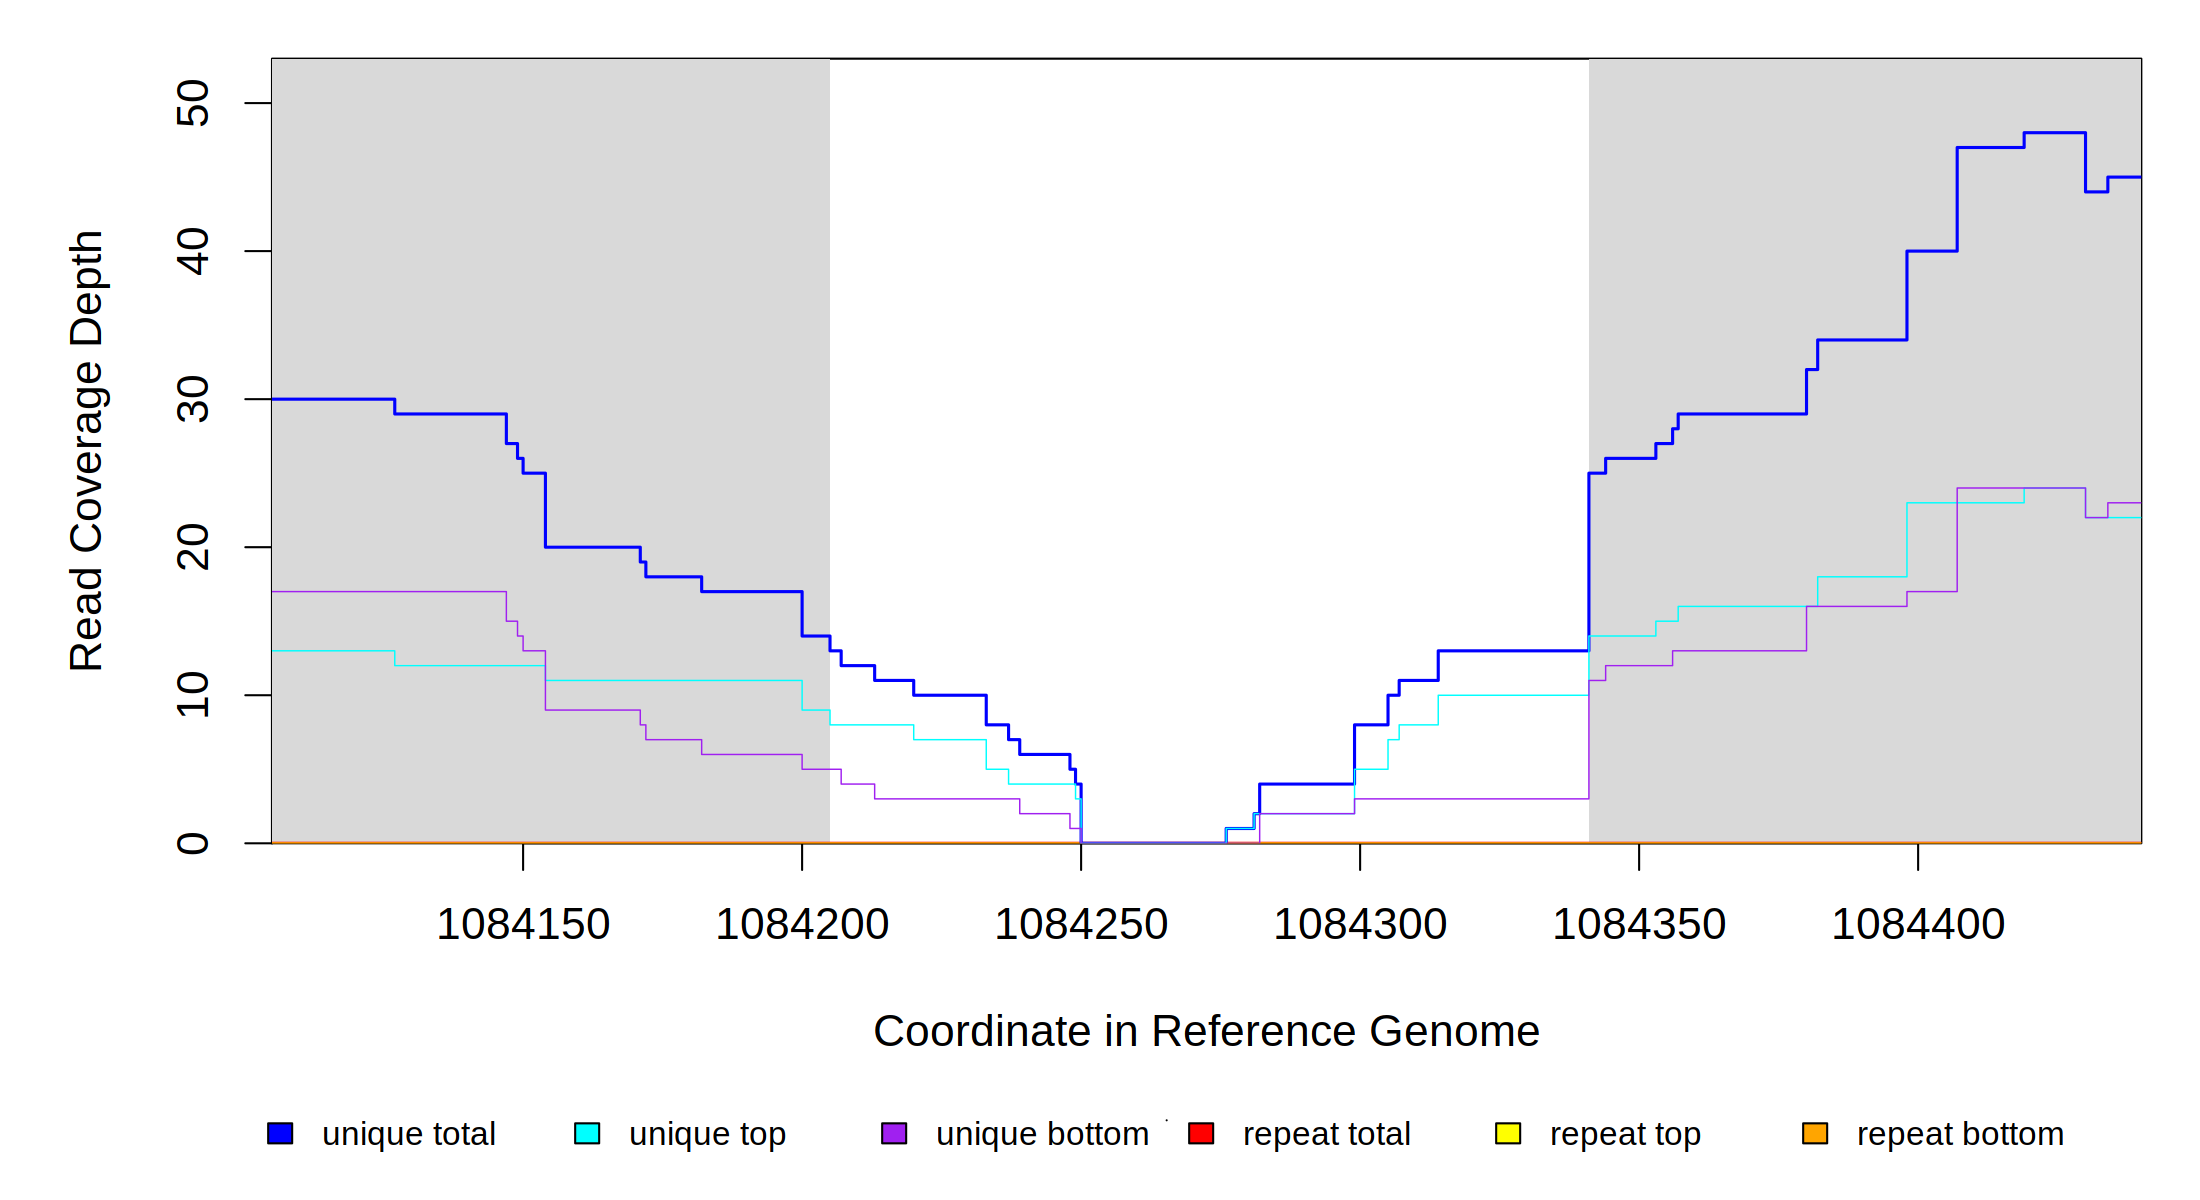 Read Coverage Depth
50
40
30
20
10
0
1084150 1084200 1084250 1084300 1084350 1084400
Coordinate in Reference Genome
unique total unique top unique bottom repeat total repeat top repeat bottom